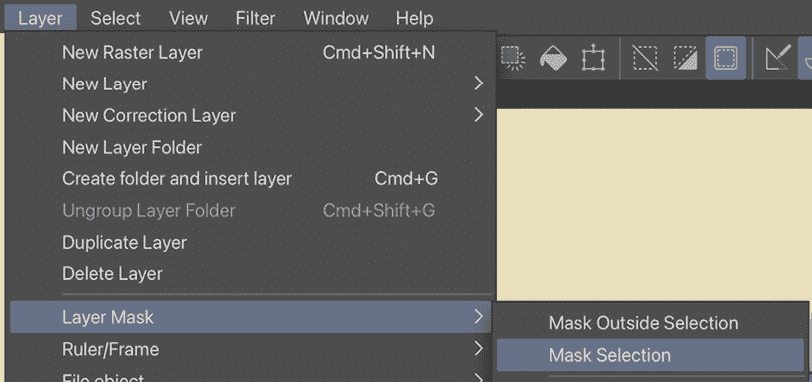 Layer Select View Filter Window Help
New Raster Layer Cmd+Shift+N
New Layer
New Correction Layer
New Layer Folder
Create folder and insert layer Cmd+G
Ungroup Layer Folder Cmd+Shift+G
Duplicate Layer
Delete Layer
Layer Mask
Mask Outside Selection
Ruler/Frame
Mask Selection
File object